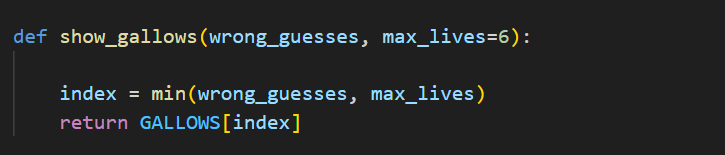 def show_gallows(wrong_guesses, max_lives=6):
    index = min(wrong_guesses, max_lives)
    return GALLOWS[index]